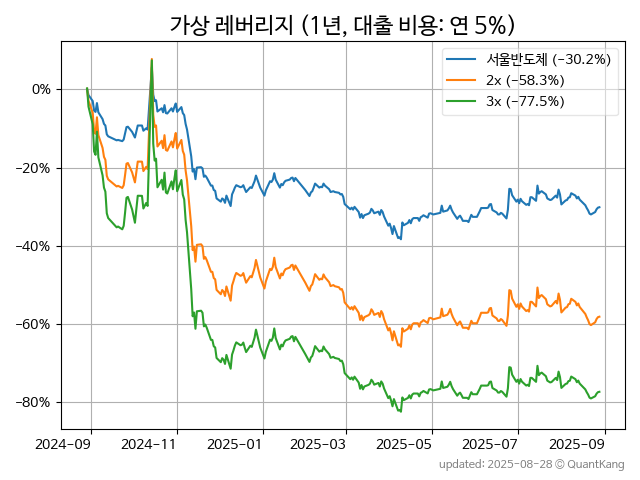 가상 레버리지 (1년, 대출 비용: 연 5%)
서울반도체 (-30.2%)
2x (-58.3%)
3x (-77.5%)
0%
−20%
−40%
−60%
−80%
2024-09 2024-11 2025-01 2025-03 2025-05 2025-07 2025-09
updated: 2025-08-28 © QuantKang